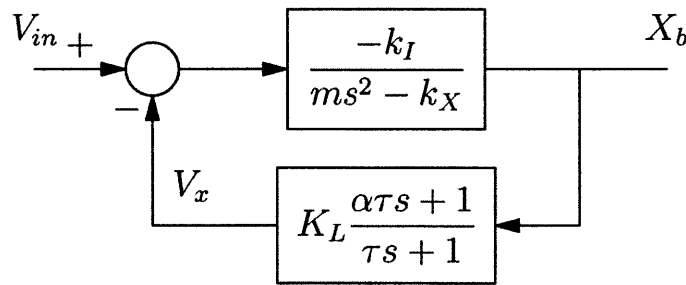 V_in + X_b
−k_I
ms² − k_X
−
V_x
K_L ατs + 1
τs + 1